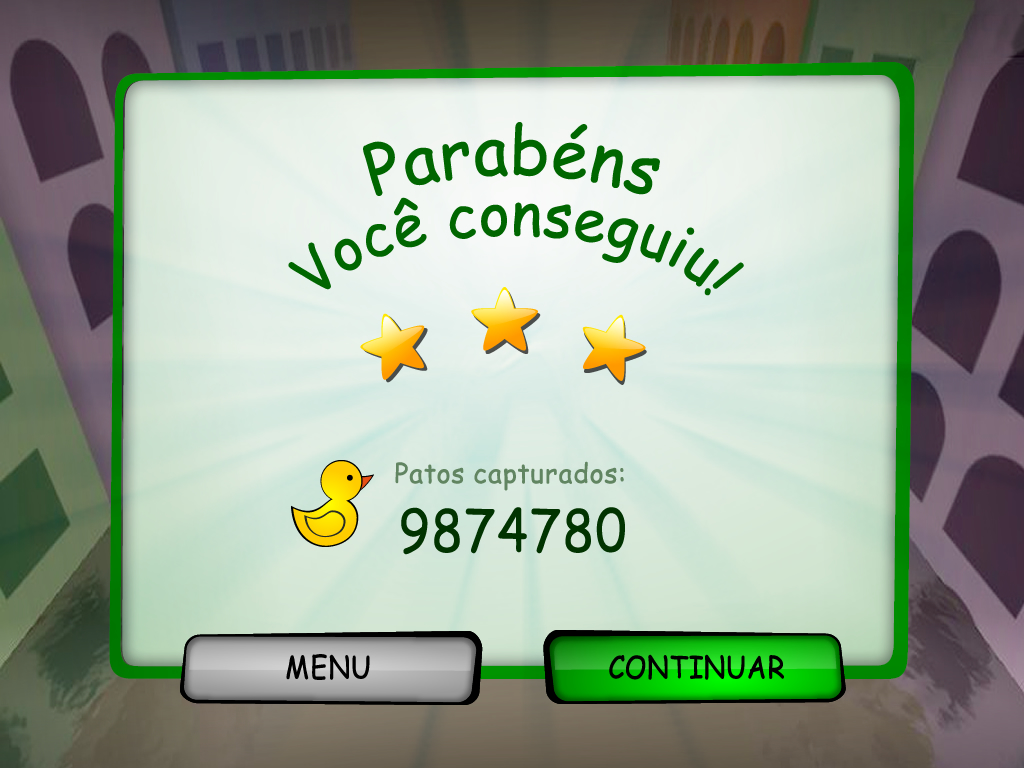 Parabéns
Você conseguiu!
Patos capturados:
9874780
MENU
CONTINUAR